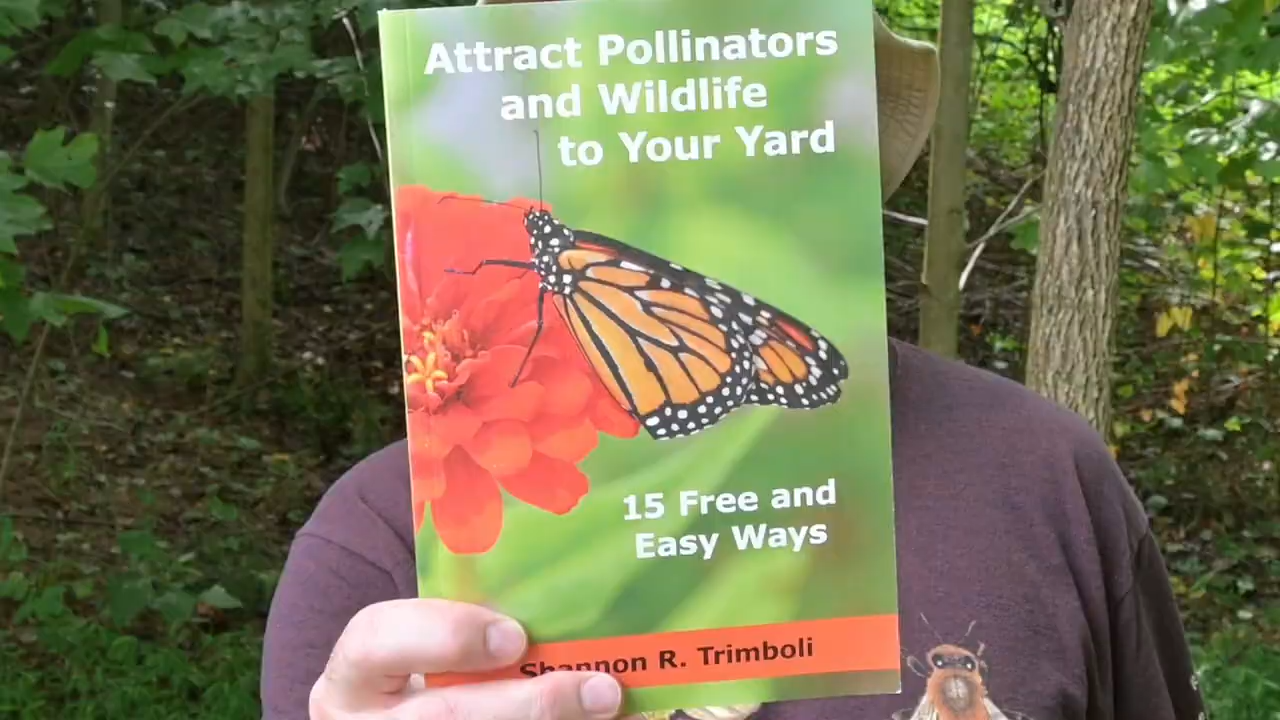 Attract Pollinators
and Wildlife
to Your Yard
15 Free and
Easy Ways
Shannon R. Trimboli